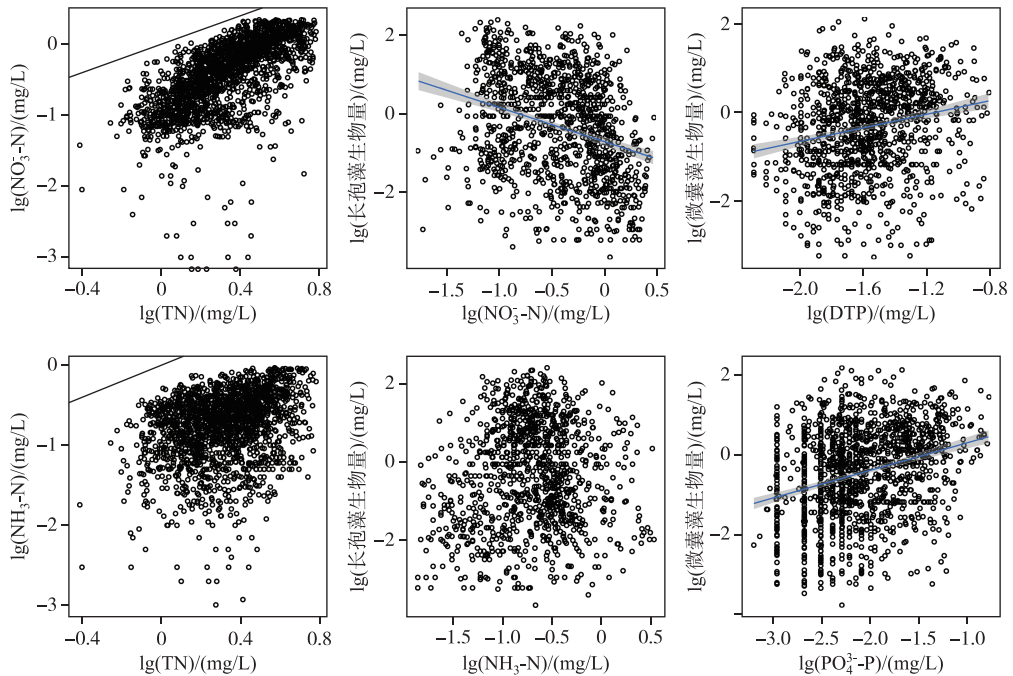 lg(NO₃⁻-N)/(mg/L)
0
−1
−2
−3
−0.4 0 0.4 0.8
lg(TN)/(mg/L)
lg(长孢藻生物量)/(mg/L)
2
0
−2
−1.5 −1.0 −0.5 0 0.5
lg(NO₃⁻-N)/(mg/L)
lg(微囊藻生物量)/(mg/L)
2
0
−2
−2.0 −1.6 −1.2 −0.8
lg(DTP)/(mg/L)
lg(NH₃-N)/(mg/L)
0
−1
−2
−3
−0.4 0 0.4 0.8
lg(TN)/(mg/L)
lg(长孢藻生物量)/(mg/L)
2
0
−2
−1.5 −1.0 −0.5 0 0.5
lg(NH₃-N)/(mg/L)
lg(微囊藻生物量)/(mg/L)
2
0
−2
−3.0 −2.5 −2.0 −1.5 −1.0
lg(PO₄³⁻-P)/(mg/L)